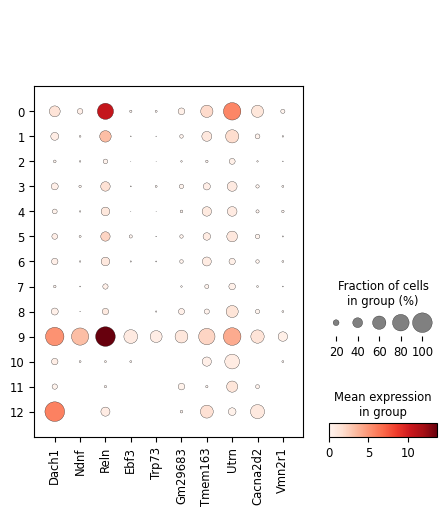 0
1
2
3
4
5
6
7
8
9
10
11
12
Dach1
Ndnf
Reln
Ebf3
Trp73
Gm29683
Tmem163
Utrn
Cacna2d2
Vmn2r1
Fraction of cells
in group (%)
20 40 60 80 100
Mean expression
in group
0 5 10